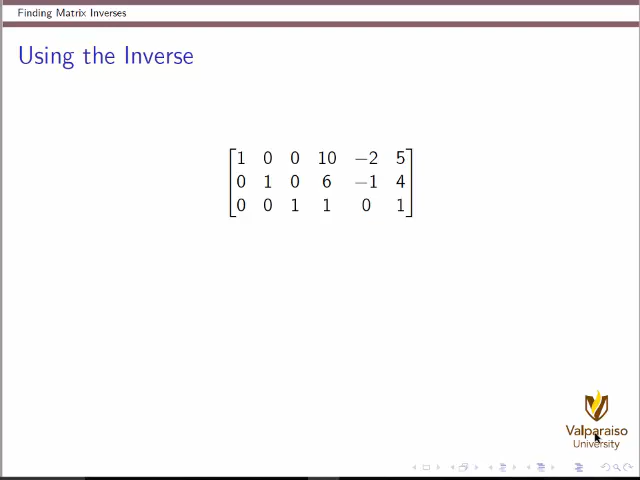 Finding Matrix Inverses
Using the Inverse
1 0 0 10 −2 5
0 1 0 6 −1 4
0 0 1 1 0 1
Valparaiso
University